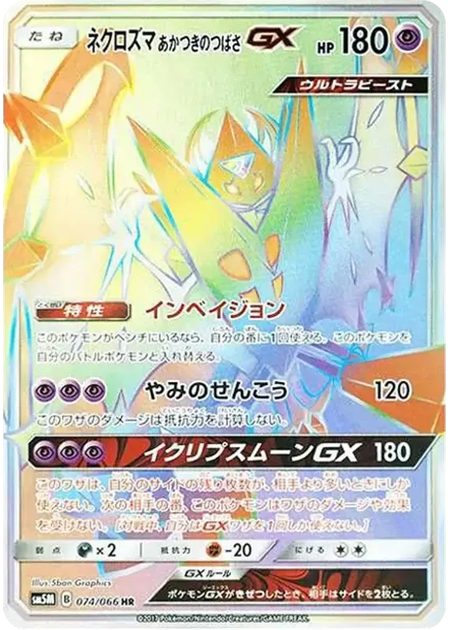 たね ネクロズマ あかつきのつばさ GX HP 180
ウルトラビースト
特性 インベイジョン
このポケモンがベンチにいるなら、自分の番に1回使える。このポケモンを
自分のバトルポケモンと入れ替える。
やみのせんこう 120
このワザのダメージは抵抗力を計算しない。
イクリプスムーンGX 180
このワザは、自分のサイドの残り枚数が、相手より多いときにしか
使えない。次の相手の番、このポケモンはワザのダメージや効果
を受けない。[対戦中、自分はGXワザを1回しか使えない。]
弱点 ×2 抵抗力 -20 にげる
Illus. 5ban Graphics GXルール
sm5M B 074/066 HR ポケモンGXがきぜつしたとき、相手はサイドを2枚とる。
©2017 Pokémon/Nintendo/Creatures/GAME FREAK.